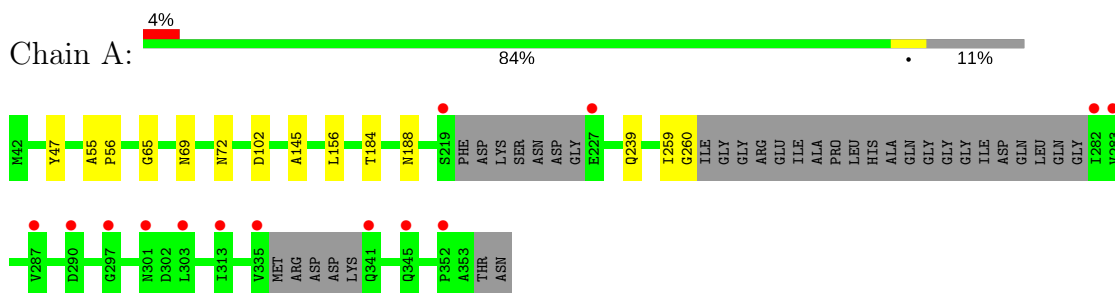 4%
Chain A:
84% • 11%
M42 Y47 A55 P56 G65 N69 N72 D102 A145 L156 T184 N188 S219 PHE ASP LYS SER ASN ASP GLY E227 Q239 I259 G260 ILE GLY GLY ARG GLU ILE ALA PRO LEU HIS ALA GLN GLY GLY GLY ILE ASP GLN LEU GLN GLY I282 V283
V287 D290 G297 N301 D302 L303 I313 V335 MET ARG ASP ASP LYS Q341 Q345 P352 A353 THR ASN